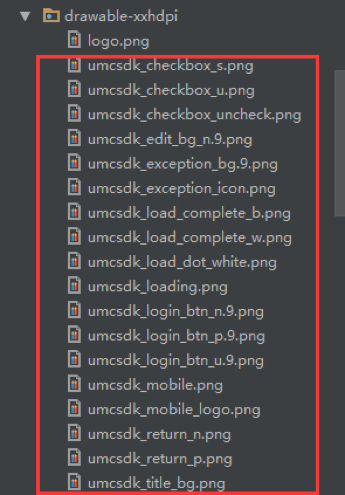 drawable-xxhdpi
logo.png
umcsdk_checkbox_s.png
umcsdk_checkbox_u.png
umcsdk_checkbox_uncheck.png
umcsdk_edit_bg_n.9.png
umcsdk_exception_bg.9.png
umcsdk_exception_icon.png
umcsdk_load_complete_b.png
umcsdk_load_complete_w.png
umcsdk_load_dot_white.png
umcsdk_loading.png
umcsdk_login_btn_n.9.png
umcsdk_login_btn_p.9.png
umcsdk_login_btn_u.9.png
umcsdk_mobile.png
umcsdk_mobile_logo.png
umcsdk_return_n.png
umcsdk_return_p.png
umcsdk_title_bg.png